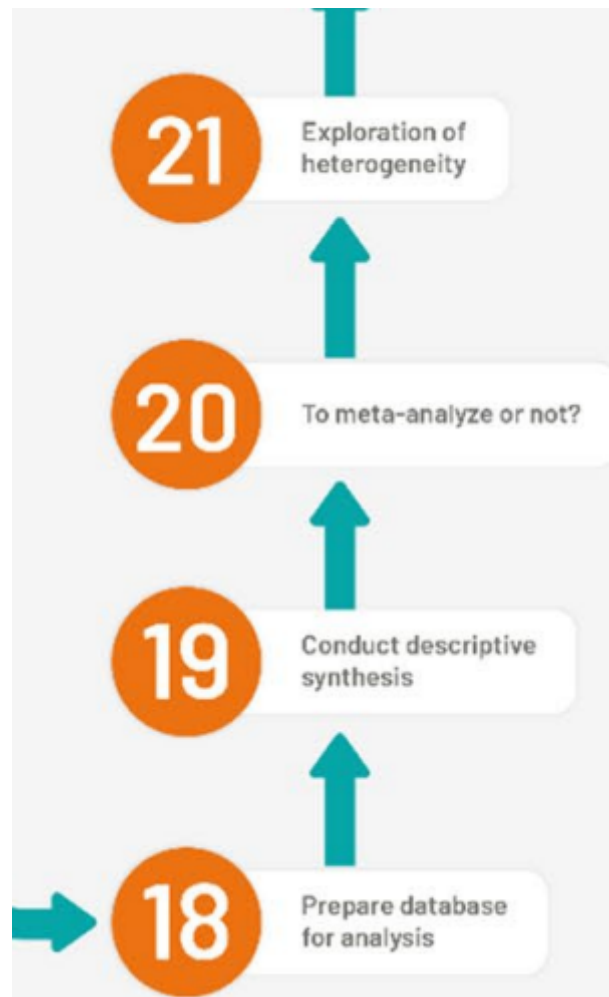 21
Exploration of
heterogeneity
20
To meta-analyze or not?
19
Conduct descriptive
synthesis
18
Prepare database
for analysis